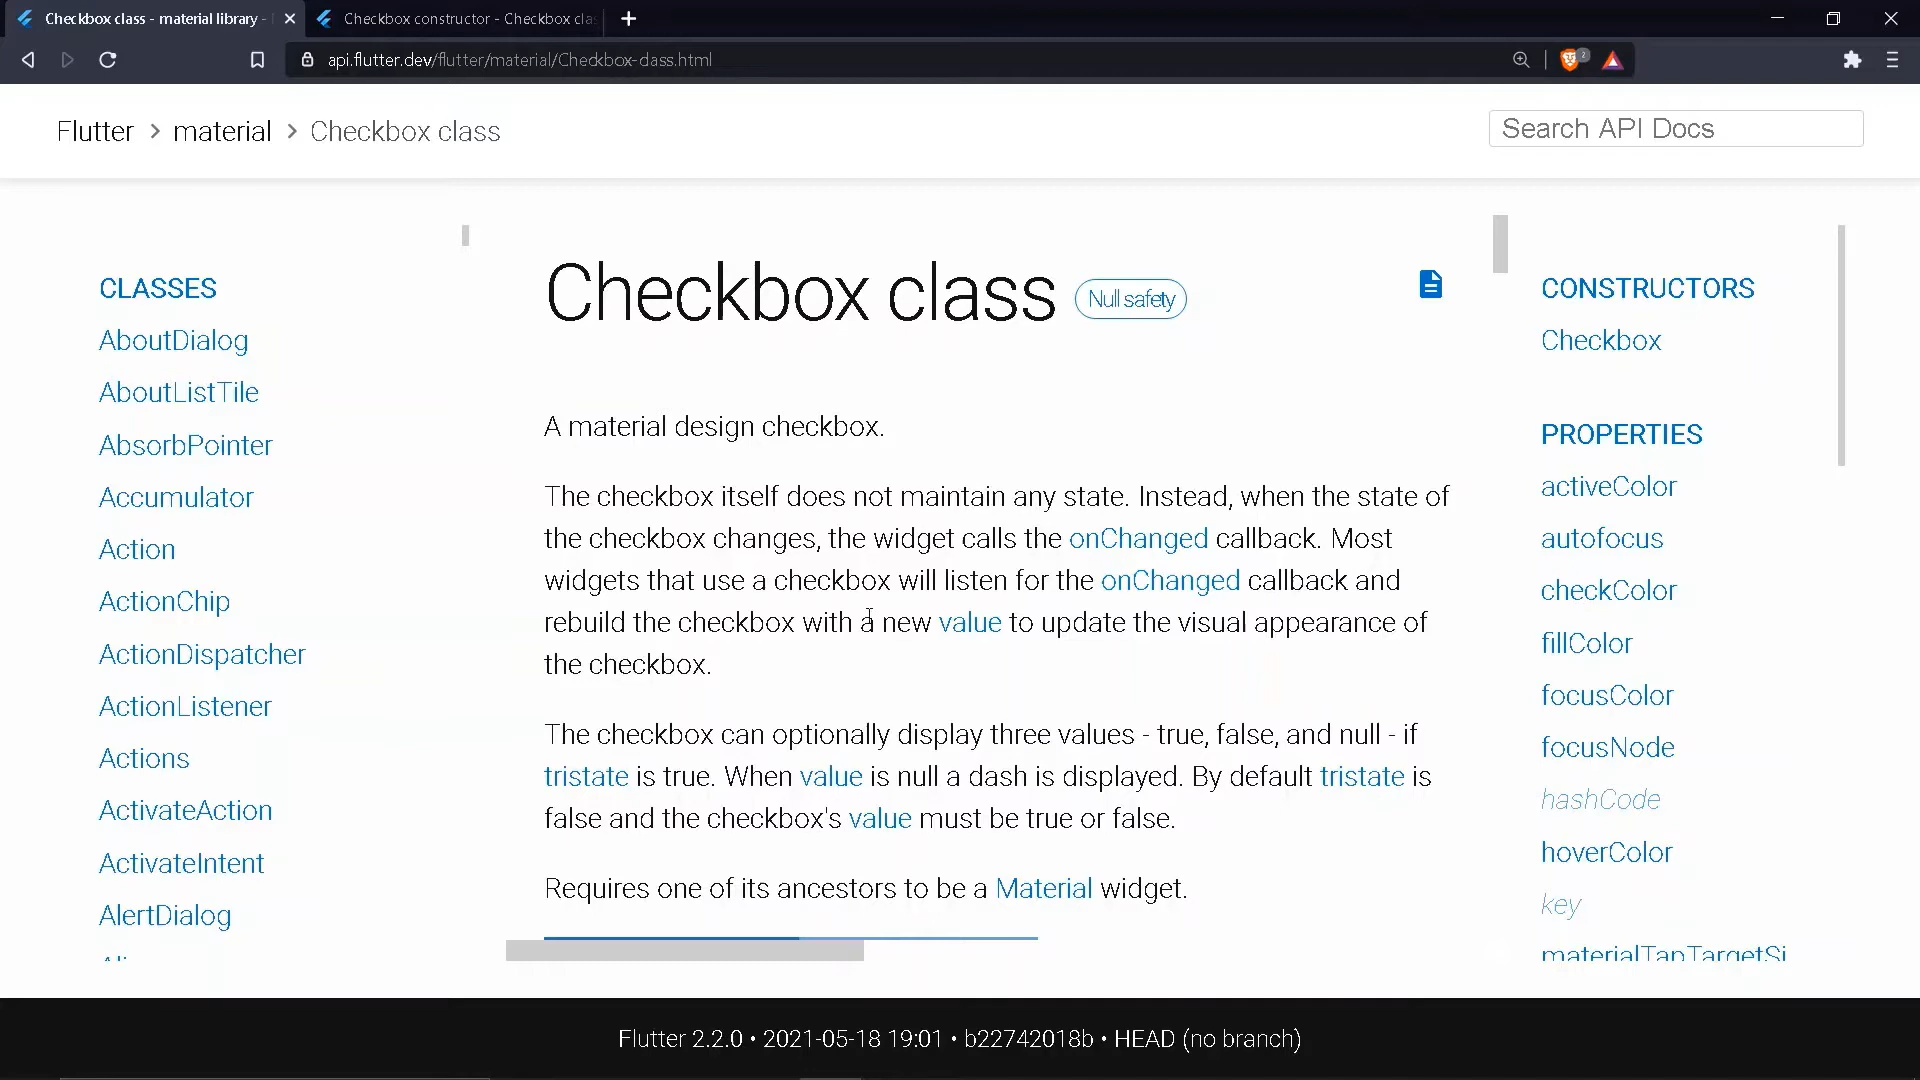 Checkbox class - material library -
Checkbox constructor - Checkbox clas
api.flutter.dev/flutter/material/Checkbox-class.html
2
Flutter > material > Checkbox class
Search API Docs
CLASSES
AboutDialog
AboutListTile
AbsorbPointer
Accumulator
Action
ActionChip
ActionDispatcher
ActionListener
Actions
ActivateAction
ActivateIntent
AlertDialog
Checkbox class Null safety
A material design checkbox.
The checkbox itself does not maintain any state. Instead, when the state of
the checkbox changes, the widget calls the onChanged callback. Most
widgets that use a checkbox will listen for the onChanged callback and
rebuild the checkbox with a new value to update the visual appearance of
the checkbox.
The checkbox can optionally display three values - true, false, and null - if
tristate is true. When value is null a dash is displayed. By default tristate is
false and the checkbox's value must be true or false.
Requires one of its ancestors to be a Material widget.
CONSTRUCTORS
Checkbox
PROPERTIES
activeColor
autofocus
checkColor
fillColor
focusColor
focusNode
hashCode
hoverColor
key
materialTapTargetSi
Flutter 2.2.0 • 2021-05-18 19:01 • b22742018b • HEAD (no branch)